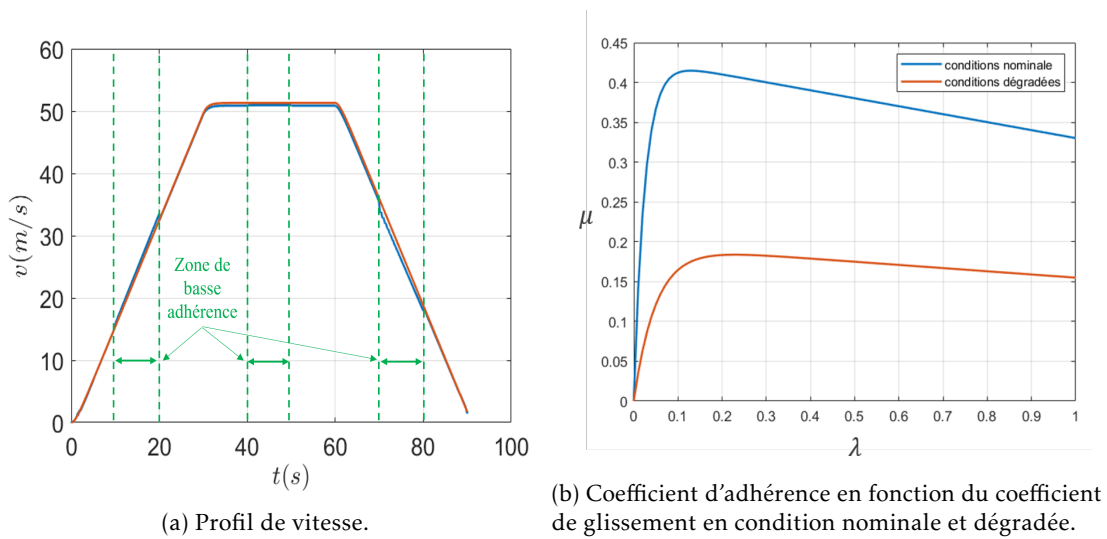 60
50
40
30
20
10
0
v(m/s)
Zone de
basse
adhérence
0
20
40
60
80
100
t(s)
(a) Profil de vitesse.
0.45
0.4
0.35
0.3
0.25
0.2
0.15
0.1
0.05
0
μ
conditions nominale
conditions dégradées
0
0.1
0.2
0.3
0.4
0.5
0.6
0.7
0.8
0.9
1
λ
(b) Coefficient d'adhérence en fonction du coefficient
de glissement en condition nominale et dégradée.